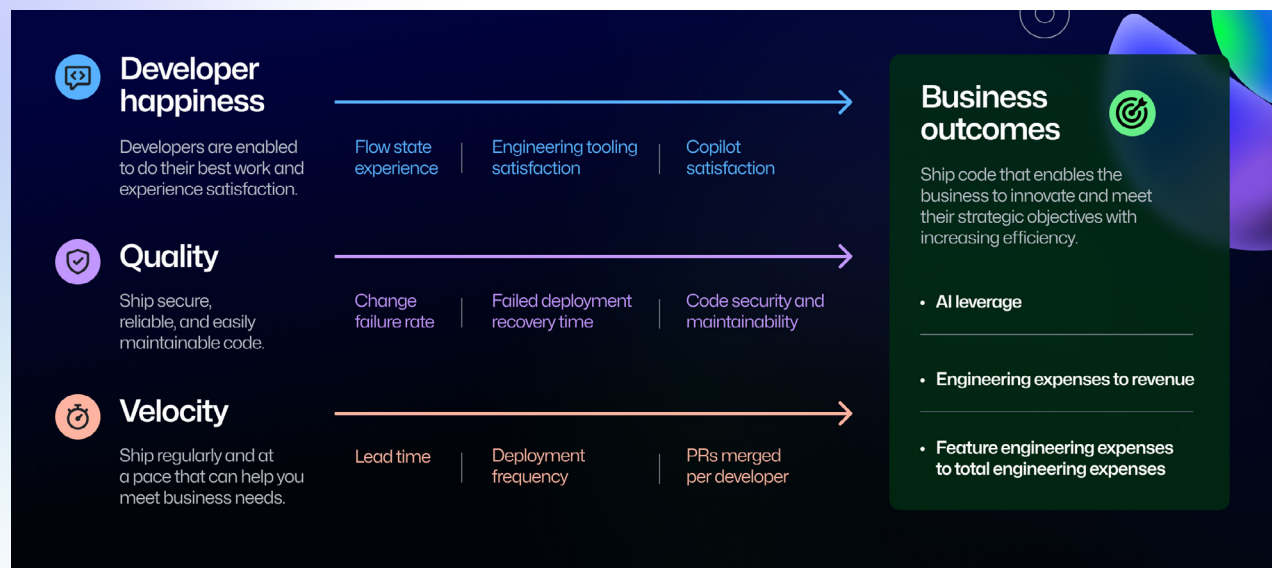 Developer
happiness
Developers are enabled
to do their best work and
experience satisfaction.
Flow state
experience
Engineering tooling
satisfaction
Copilot
satisfaction
Quality
Ship secure,
reliable, and easily
maintainable code.
Change
failure rate
Failed deployment
recovery time
Code security and
maintainability
Velocity
Ship regularly and at
a pace that can help you
meet business needs.
Lead time
Deployment
frequency
PRs merged
per developer
Business
outcomes
Ship code that enables the
business to innovate and meet
their strategic objectives with
increasing efficiency.
• AI leverage
• Engineering expenses to revenue
• Feature engineering expenses
to total engineering expenses